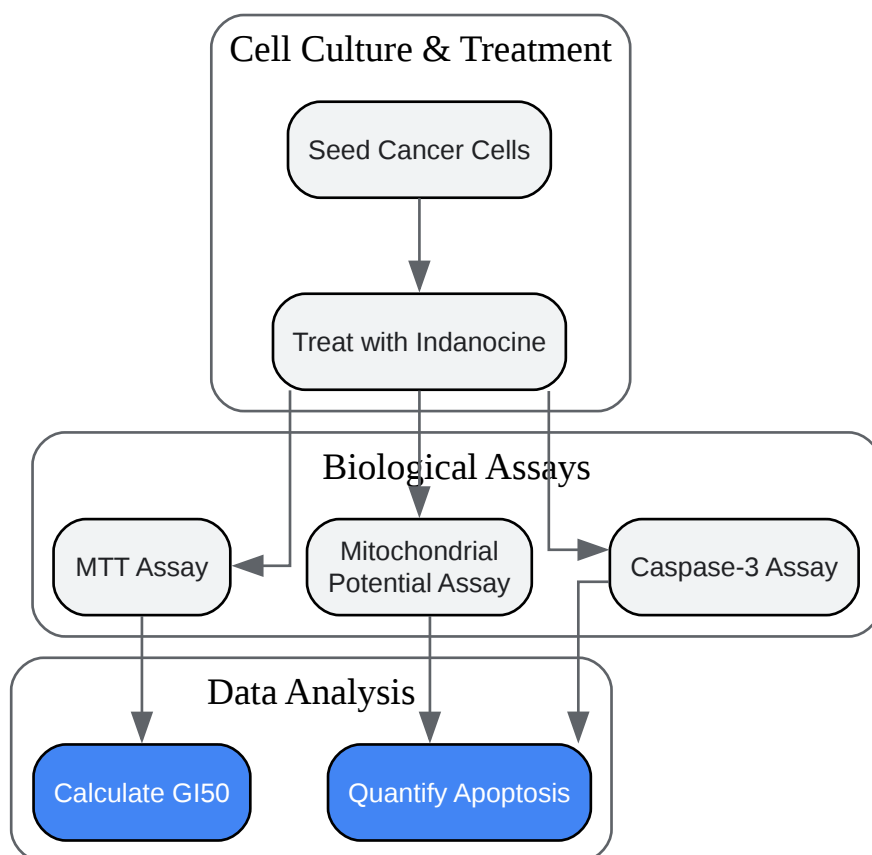 Cell Culture & Treatment
Seed Cancer Cells
Treat with Indanocine
Biological Assays
MTT Assay
Mitochondrial
Potential Assay
Caspase-3 Assay
Data Analysis
Calculate GI50
Quantify Apoptosis